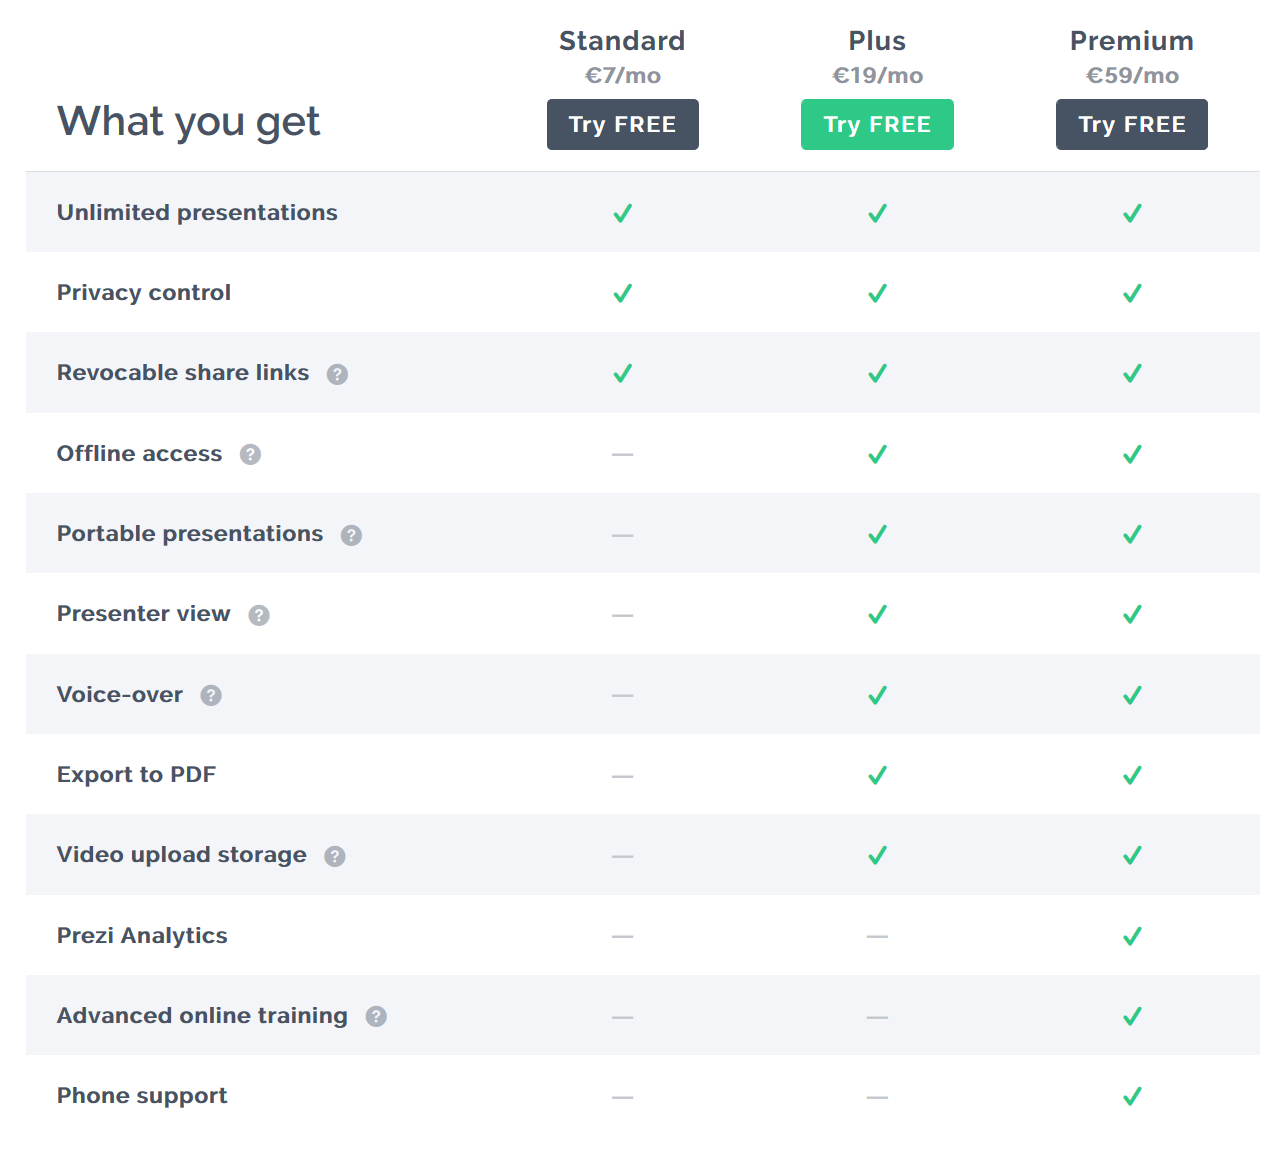 Standard Plus Premium
€7/mo €19/mo €59/mo
What you get Try FREE Try FREE Try FREE
Unlimited presentations
Privacy control
Revocable share links ?
Offline access ? — 
Portable presentations ? —
Presenter view ? —
Voice-over ? —
Export to PDF —
Video upload storage ? —
Prezi Analytics — —
Advanced online training ? — —
Phone support — —